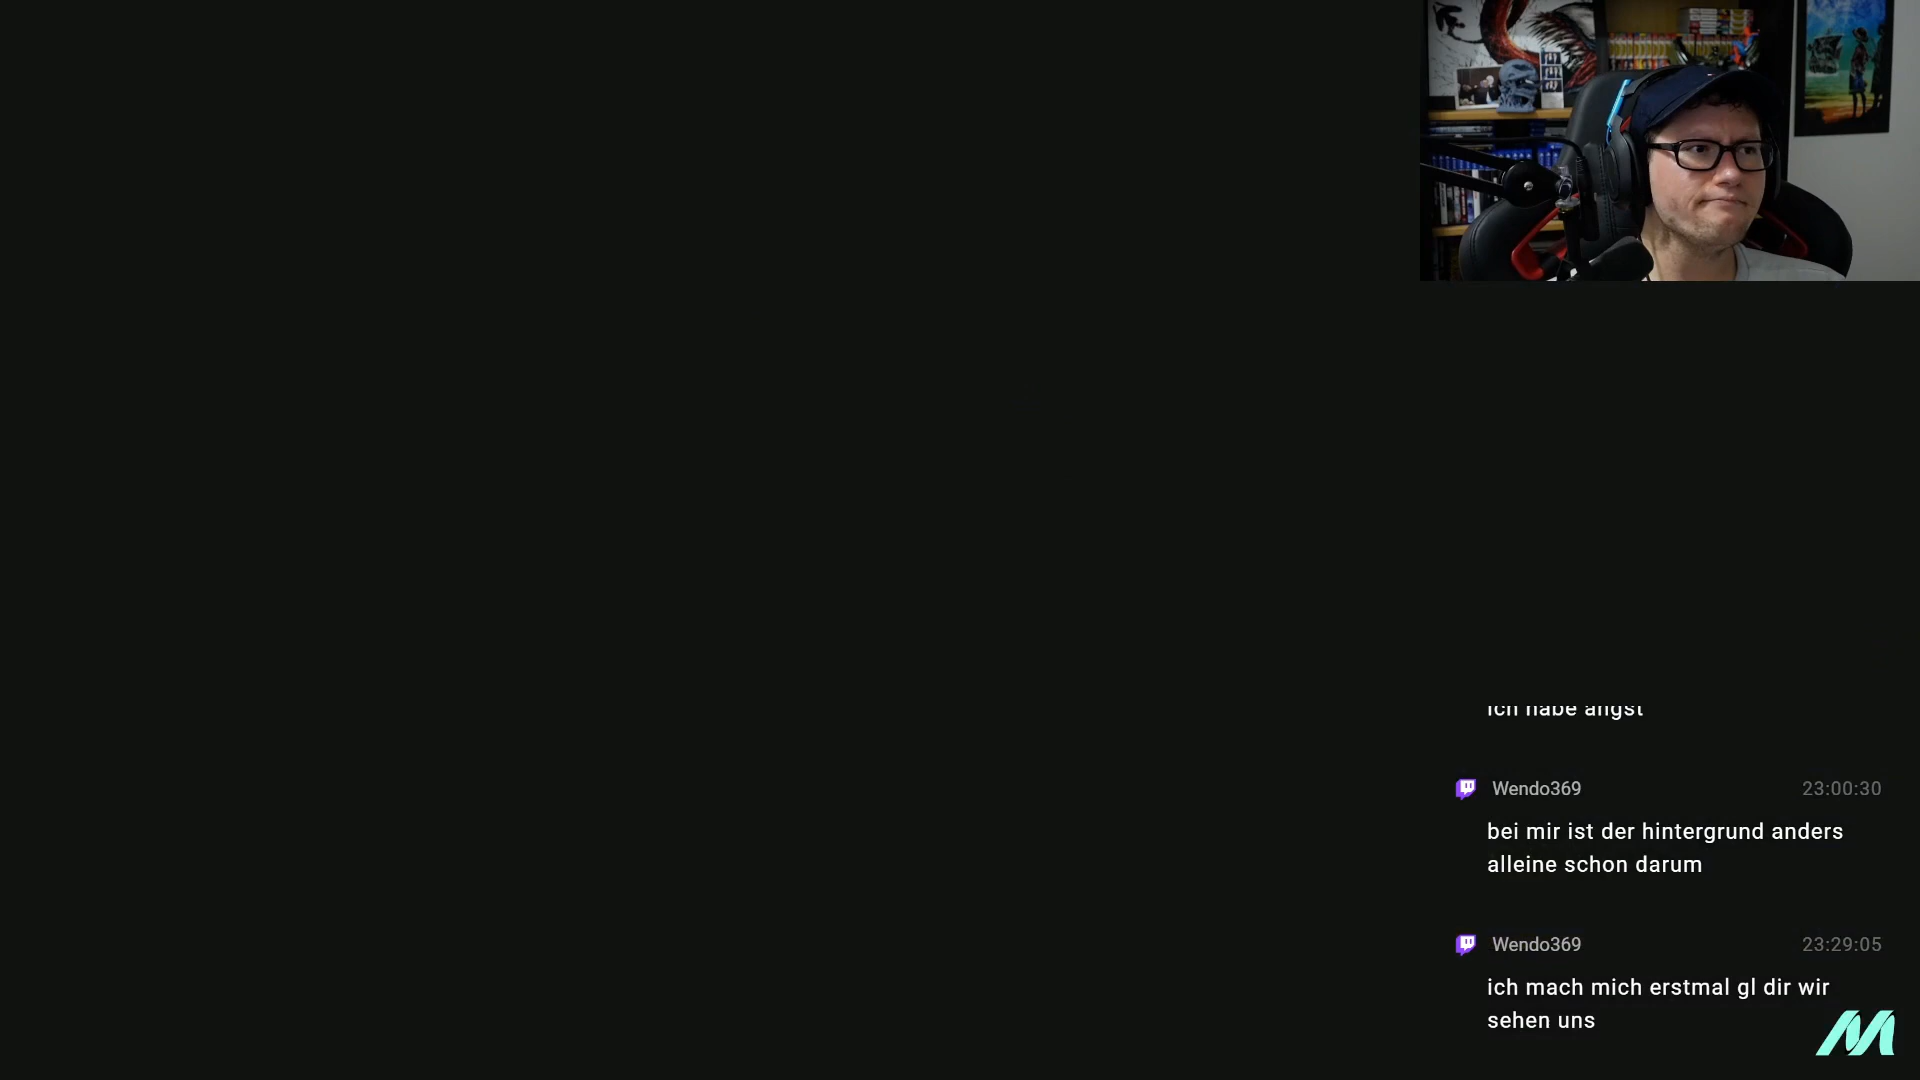 ich habe angst
Wendo369 23:00:30
bei mir ist der hintergrund anders
alleine schon darum
Wendo369 23:29:05
ich mach mich erstmal gl dir wir
sehen uns